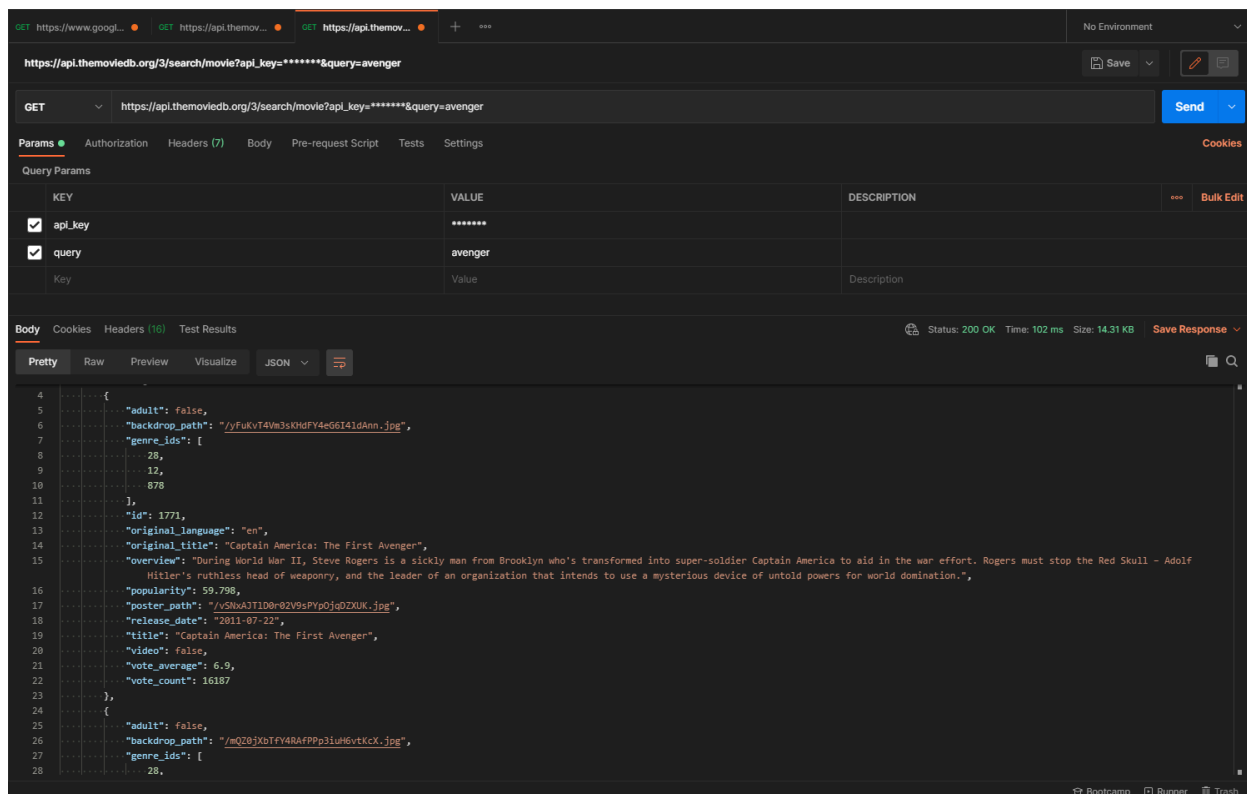 GET https://www.googl... GET https://api.themov... GET https://api.themov... No Environment
https://api.themoviedb.org/3/search/movie?api_key=*******&query=avenger Save
GET https://api.themoviedb.org/3/search/movie?api_key=*******&query=avenger Send
Params Authorization Headers (7) Body Pre-request Script Tests Settings Cookies
Query Params
KEY VALUE DESCRIPTION Bulk Edit
api_key *******
query avenger
Key Value Description
Body Cookies Headers (16) Test Results Status: 200 OK Time: 102 ms Size: 14.31 KB Save Response
Pretty Raw Preview Visualize JSON
4 {
5 "adult": false,
6 "backdrop_path": "/yFuKvT4Vm3sKHdFY4eG6I4ldAnn.jpg",
7 "genre_ids": [
8 28,
9 12,
10 878
11 ],
12 "id": 1771,
13 "original_language": "en",
14 "original_title": "Captain America: The First Avenger",
15 "overview": "During World War II, Steve Rogers is a sickly man from Brooklyn who's transformed into super-soldier Captain America to aid in the war effort. Rogers must stop the Red Skull – Adolf
Hitler's ruthless head of weaponry, and the leader of an organization that intends to use a mysterious device of untold powers for world domination.",
16 "popularity": 59.798,
17 "poster_path": "/vSNxAJTlD0r02V9sPYpOjqDZXUK.jpg",
18 "release_date": "2011-07-22",
19 "title": "Captain America: The First Avenger",
20 "video": false,
21 "vote_average": 6.9,
22 "vote_count": 16187
23 },
24 {
25 "adult": false,
26 "backdrop_path": "/mQZ0jXbTfY4RAfPPp3iuH6vtKcX.jpg",
27 "genre_ids": [
28 28,
Bootcamp Runner Trash